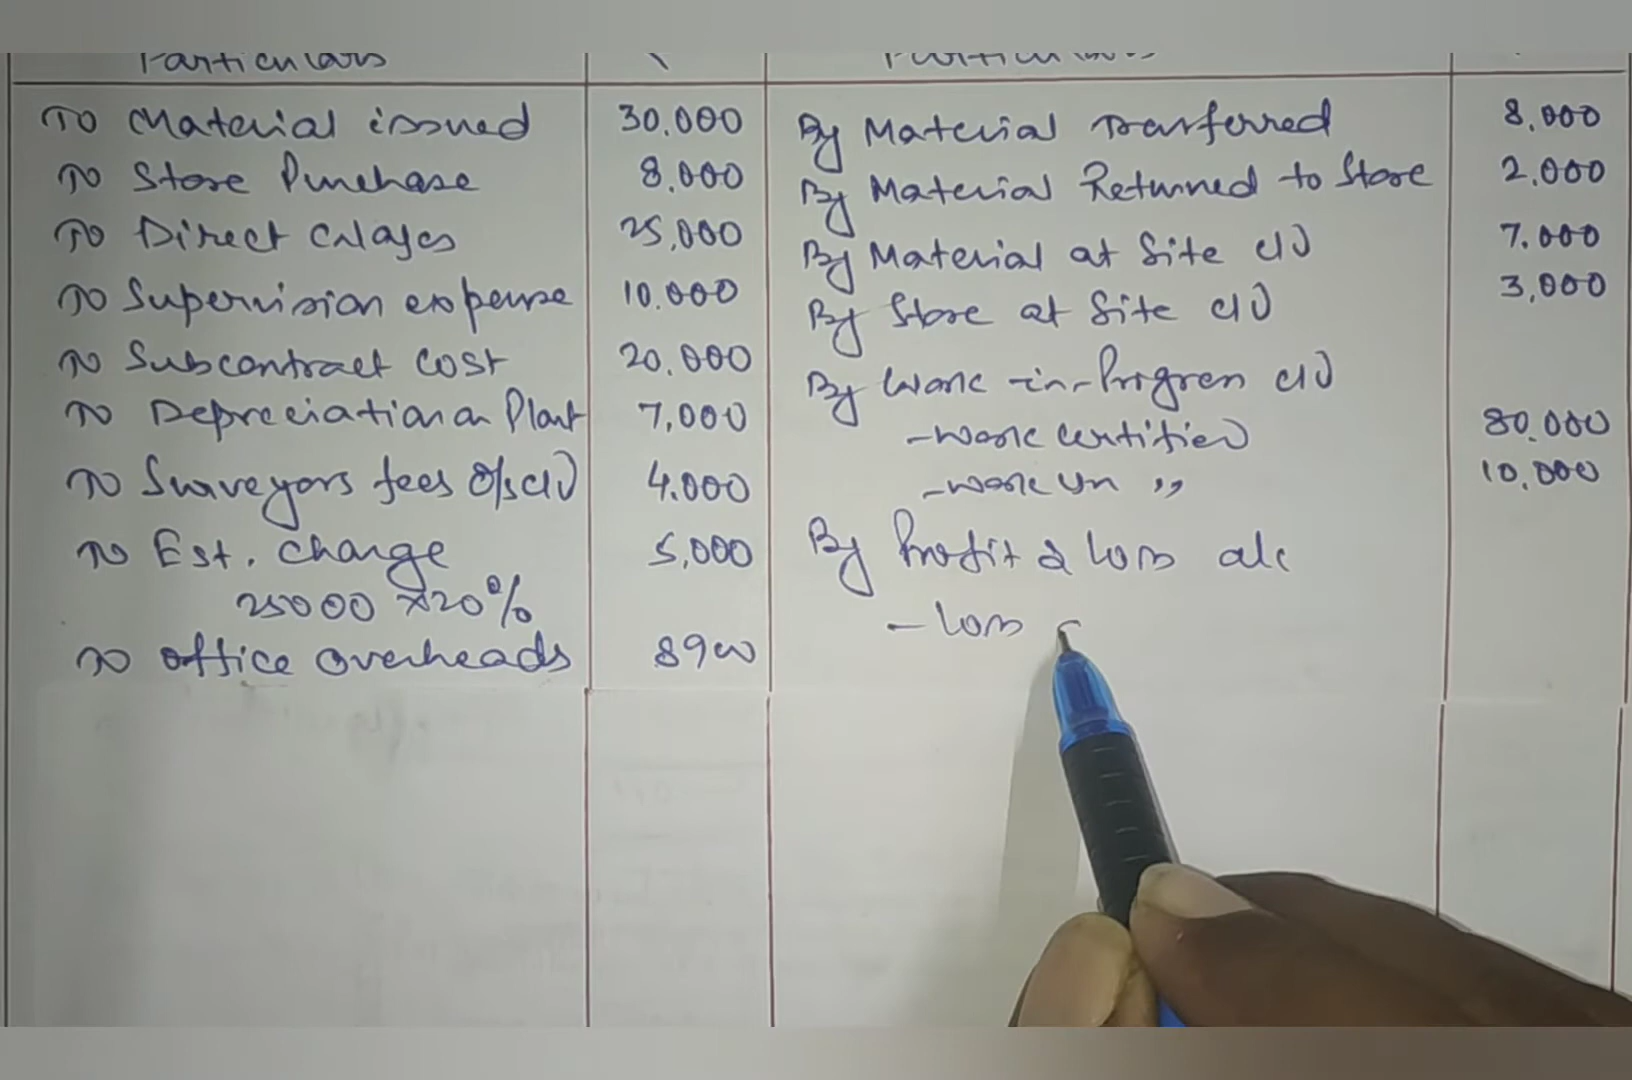 Particulars Particulars
To Material issued 30,000 By Material Transferred 8,000
To Store Purchase 8,000 By Material Returned to Store 2,000
To Direct 25,000 By Material at Site c/d 7,000
To Supervision expense 10,000 By Store at Site c/d 3,000
To Subcontract cost 20,000 By Work-in-Progress c/d
To Depreciation on Plant 7,000 - Work certified 80,000
To Surveyors fees o/s c/d 4,000 - Work un ,, 10,000
To Est. charge 5,000 By Profit & loss a/c
25000 × 20% - loss
To office overheads 8900